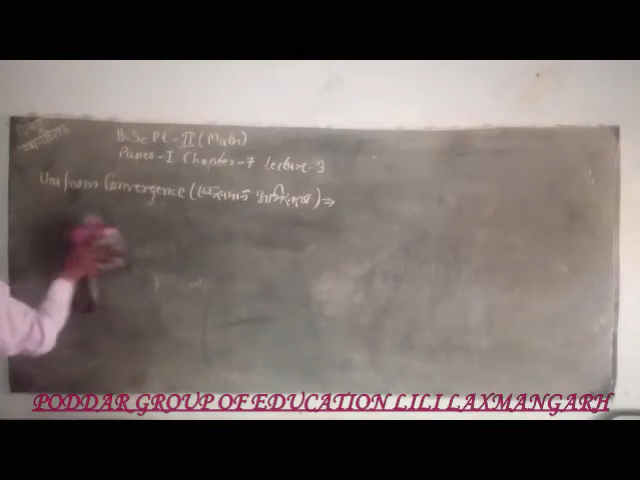 B.Sc Pt-II (Math)
Paper-I Chapter-7 Lecture 3
Uniform Convergence (एकसमान अभिसरण) ⇒
PODDAR GROUP OF EDUCATION LILI LAXMANGARH